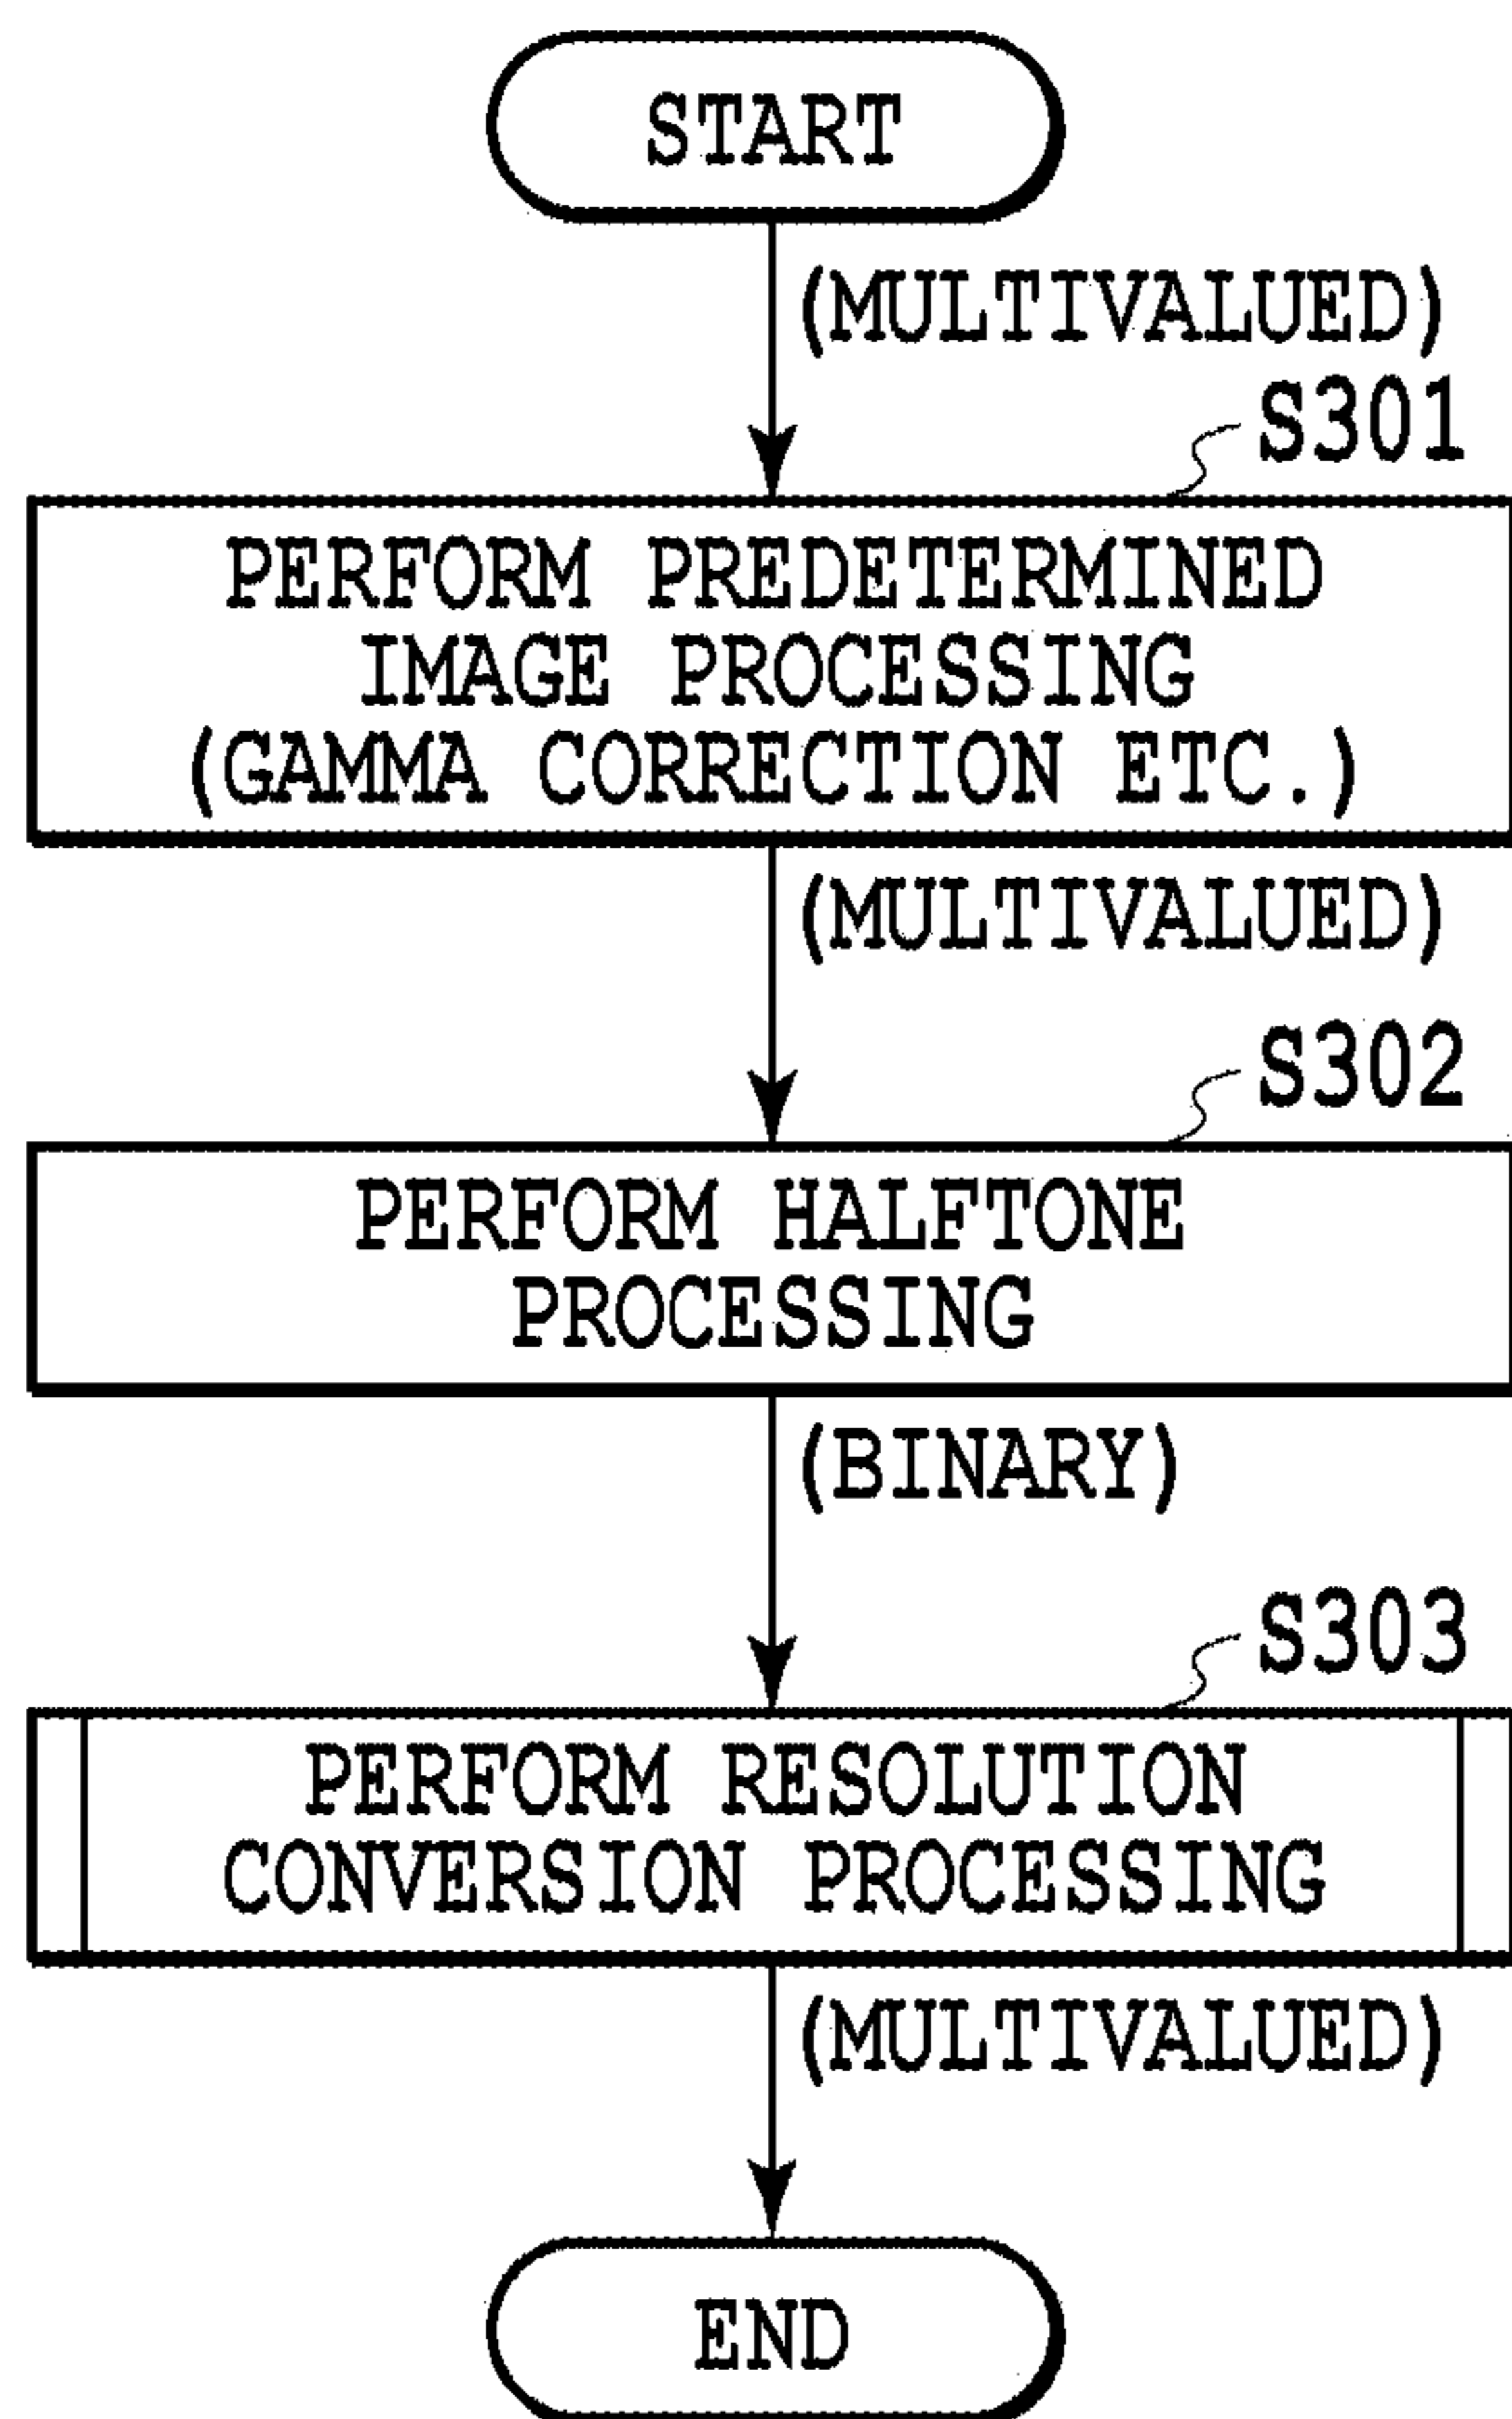 START
(MULTIVALUED)
S301
PERFORM PREDETERMINED
IMAGE PROCESSING
(GAMMA CORRECTION ETC.)
(MULTIVALUED)
S302
PERFORM HALFTONE
PROCESSING
(BINARY)
S303
PERFORM RESOLUTION
CONVERSION PROCESSING
(MULTIVALUED)
END